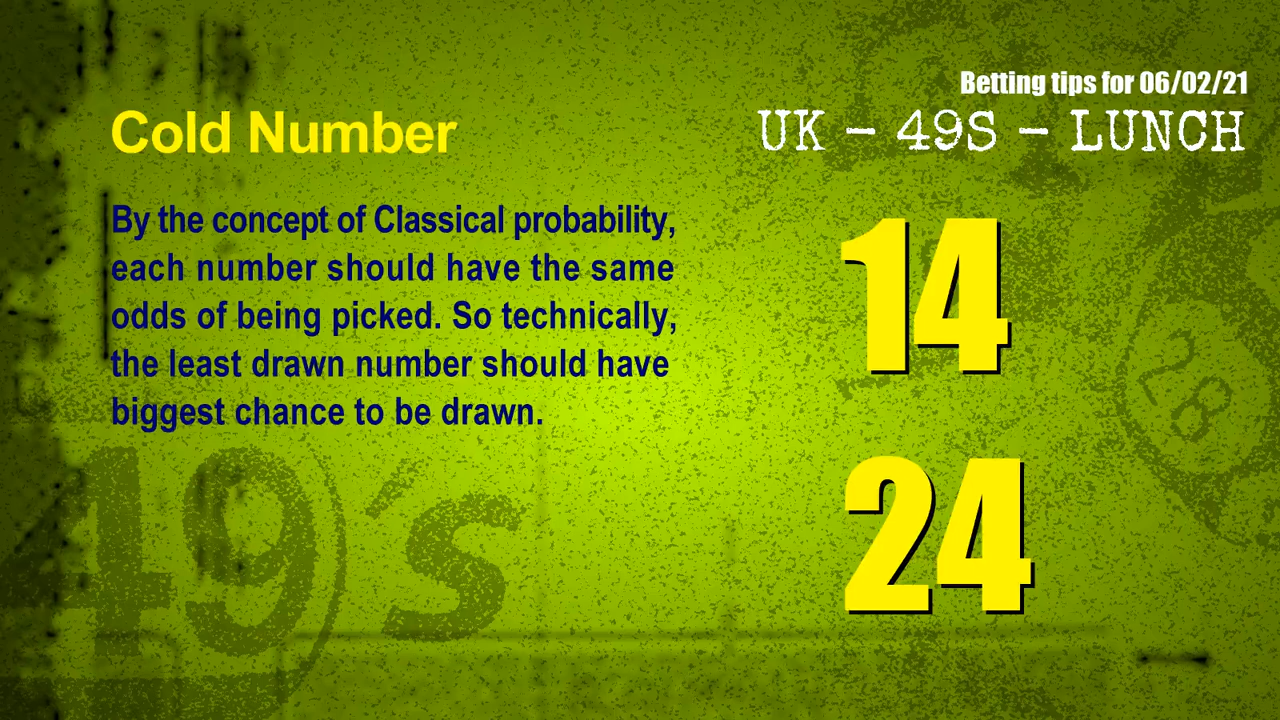 Betting tips for 06/02/21
UK - 49S - LUNCH
Cold Number
By the concept of Classical probability,
each number should have the same
odds of being picked. So technically,
the least drawn number should have
biggest chance to be drawn.
14
24
28
49's